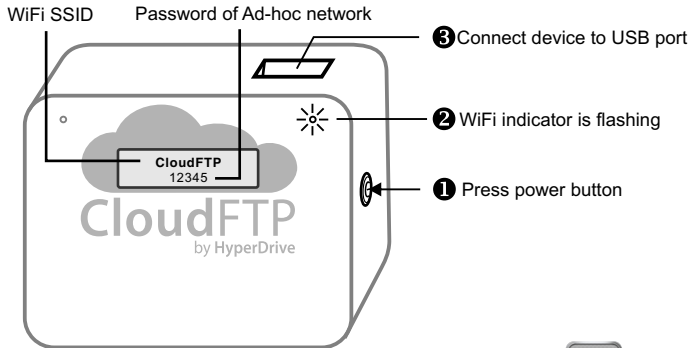 WiFi SSID
Password of Ad-hoc network
❸Connect device to USB port
❷ WiFi indicator is flashing
CloudFTP
12345
❶ Press power button
CloudFTP
by HyperDrive